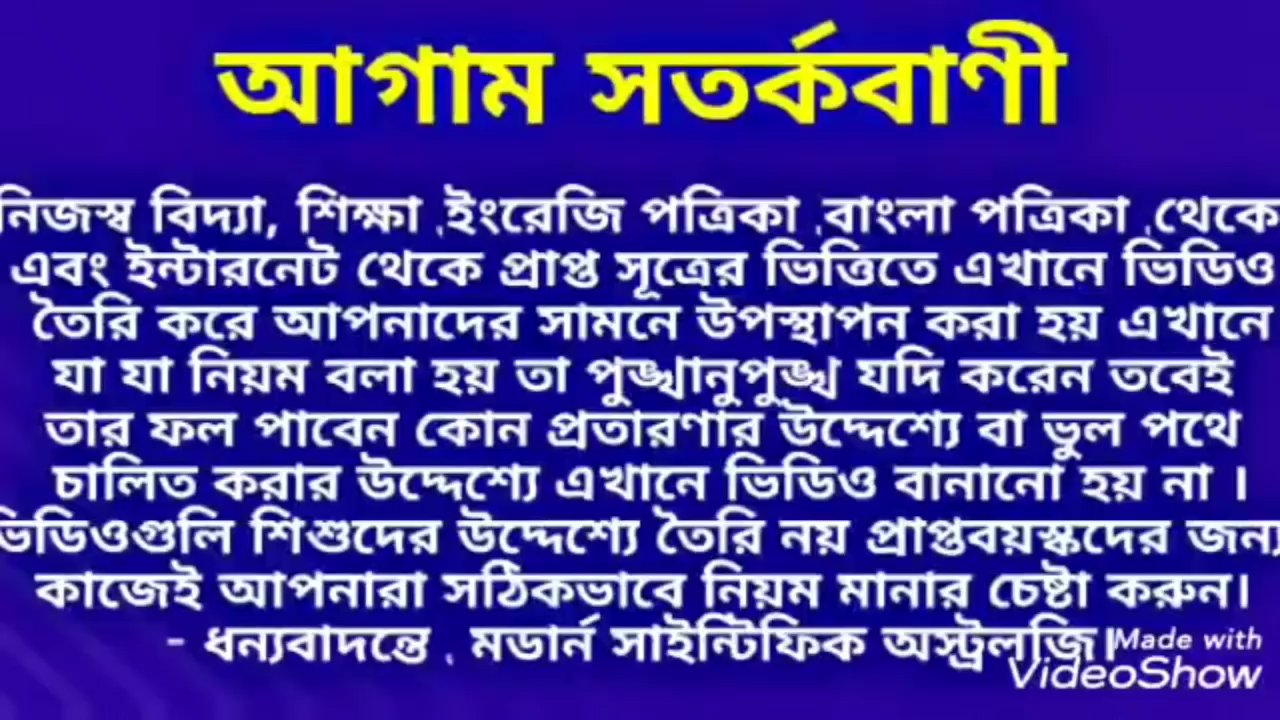 আগাম সতর্কবাণী
নিজস্ব বিদ্যা, শিক্ষা ,ইংরেজি পত্রিকা ,বাংলা পত্রিকা ,থেকে
এবং ইন্টারনেট থেকে প্রাপ্ত সূত্রের ভিত্তিতে এখানে ভিডিও
তৈরি করে আপনাদের সামনে উপস্থাপন করা হয় এখানে
যা যা নিয়ম বলা হয় তা পুঙ্খানুপুঙ্খ যদি করেন তবেই
তার ফল পাবেন কোন প্রতারণার উদ্দেশ্যে বা ভুল পথে
চালিত করার উদ্দেশ্যে এখানে ভিডিও বানানো হয় না ।
ভিডিওগুলি শিশুদের উদ্দেশ্যে তৈরি নয় প্রাপ্তবয়স্কদের জন্য
কাজেই আপনারা সঠিকভাবে নিয়ম মানার চেষ্টা করুন।
- ধন্যবাদন্তে , মডার্ন সাইন্টিফিক অস্ট্রলজি।
Made with
VideoShow